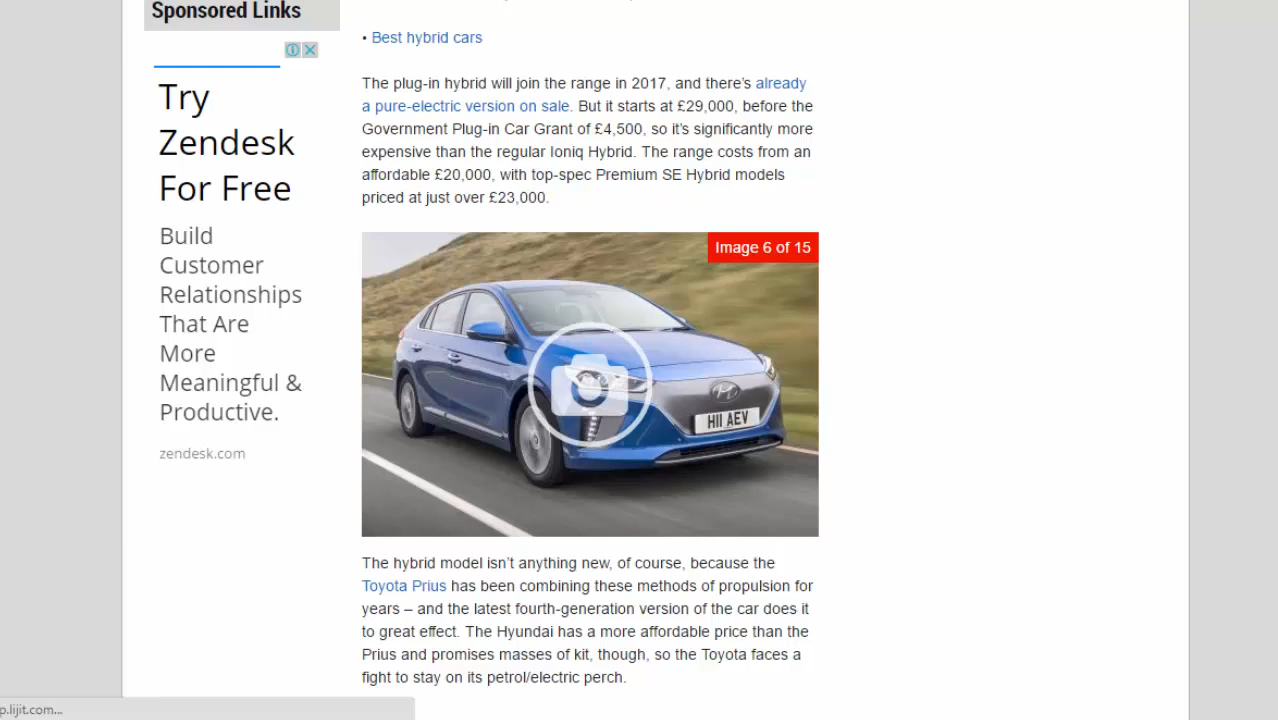 Sponsored Links
Try
Zendesk
For Free
Build
Customer
Relationships
That Are
More
Meaningful &
Productive.
zendesk.com
• Best hybrid cars
The plug-in hybrid will join the range in 2017, and there's already
a pure-electric version on sale. But it starts at £29,000, before the
Government Plug-in Car Grant of £4,500, so it's significantly more
expensive than the regular Ioniq Hybrid. The range costs from an
affordable £20,000, with top-spec Premium SE Hybrid models
priced at just over £23,000.
Image 6 of 15
H11 AEV
The hybrid model isn't anything new, of course, because the
Toyota Prius has been combining these methods of propulsion for
years – and the latest fourth-generation version of the car does it
to great effect. The Hyundai has a more affordable price than the
Prius and promises masses of kit, though, so the Toyota faces a
fight to stay on its petrol/electric perch.
p.lijit.com...